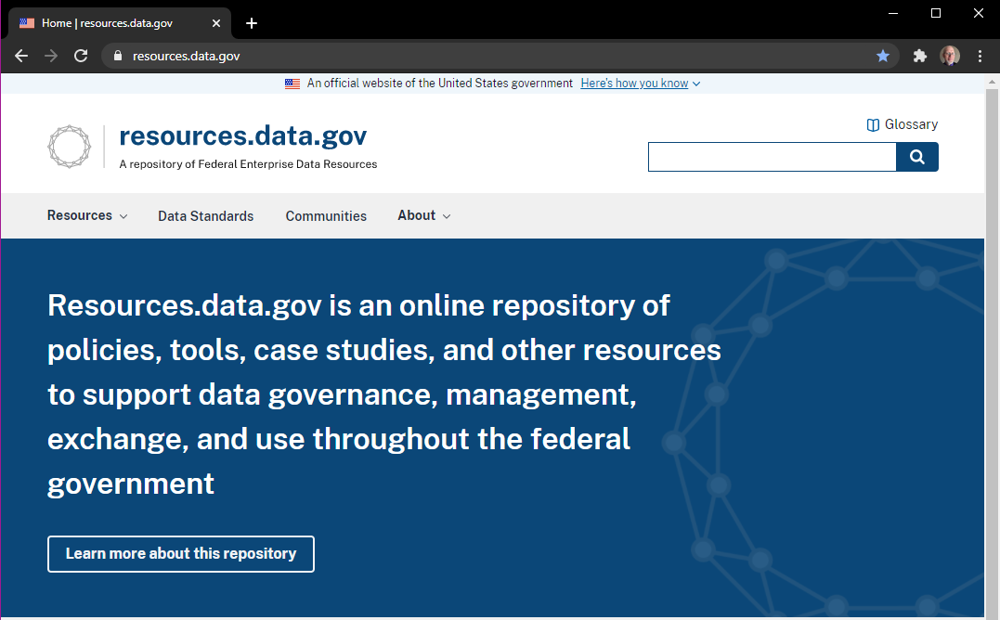 Home | resources.data.gov
resources.data.gov
An official website of the United States government Here's how you know
resources.data.gov
A repository of Federal Enterprise Data Resources
Glossary
Resources Data Standards Communities About
Resources.data.gov is an online repository of
policies, tools, case studies, and other resources
to support data governance, management,
exchange, and use throughout the federal
government
Learn more about this repository